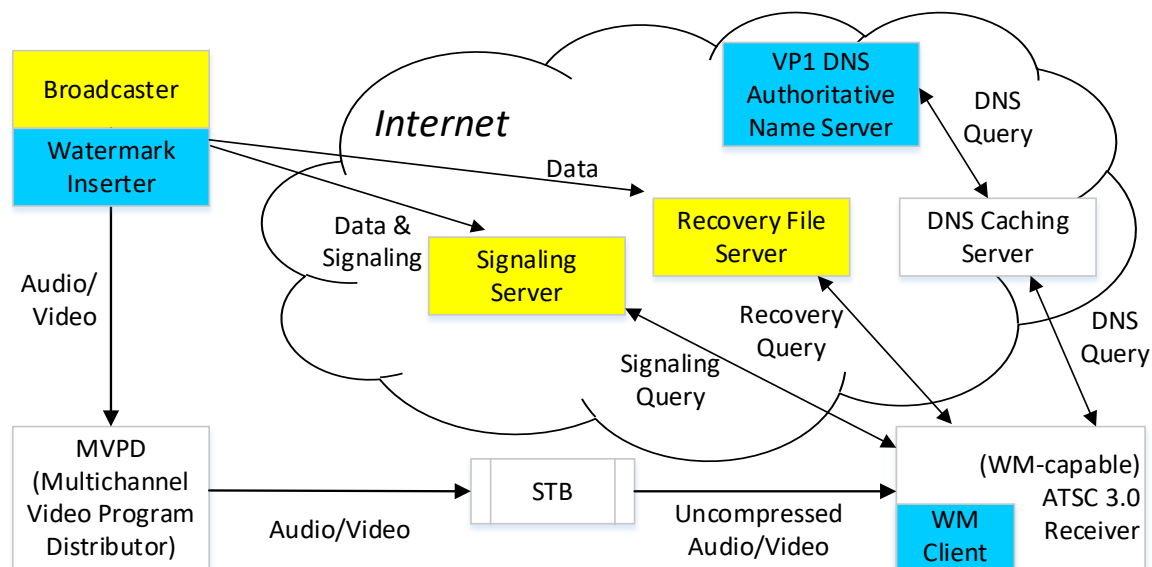 Broadcaster
Watermark
Inserter
Internet
VP1 DNS
Authoritative
Name Server
DNS
Query
Data
Data &
Signaling
Signaling
Server
Recovery File
Server
DNS Caching
Server
Audio/
Video
Recovery
Query
DNS
Query
Signaling
Query
MVPD
(Multichannel
Video Program
Distributor)
Audio/Video
STB
Uncompressed
Audio/Video
(WM-capable)
ATSC 3.0
Receiver
WM
Client